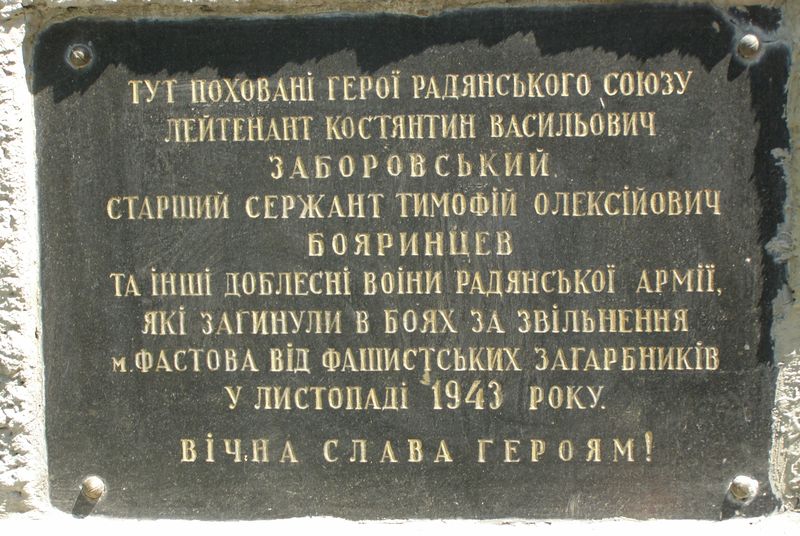 ТУТ ПОХОВАНІ ГЕРОЇ РАДЯНСЬКОГО СОЮЗУ
ЛЕЙТЕНАНТ КОСТЯНТИН ВАСИЛЬОВИЧ
ЗАБОРОВСЬКИЙ
СТАРШИЙ СЕРЖАНТ ТИМОФІЙ ОЛЕКСІЙОВИЧ
БОЯРИНЦЕВ
ТА ІНШІ ДОБЛЕСНІ ВОІНИ РАДЯНСЬКОЇ АРМІЇ,
ЯКІ ЗАГИНУЛИ В БОЯХ ЗА ЗВІЛЬНЕННЯ
м. ФАСТОВА ВІД ФАШИСТСЬКИХ ЗАГАРБНИКІВ
У ЛИСТОПАДІ 1943 РОКУ.
ВІЧНА СЛАВА ГЕРОЯМ!